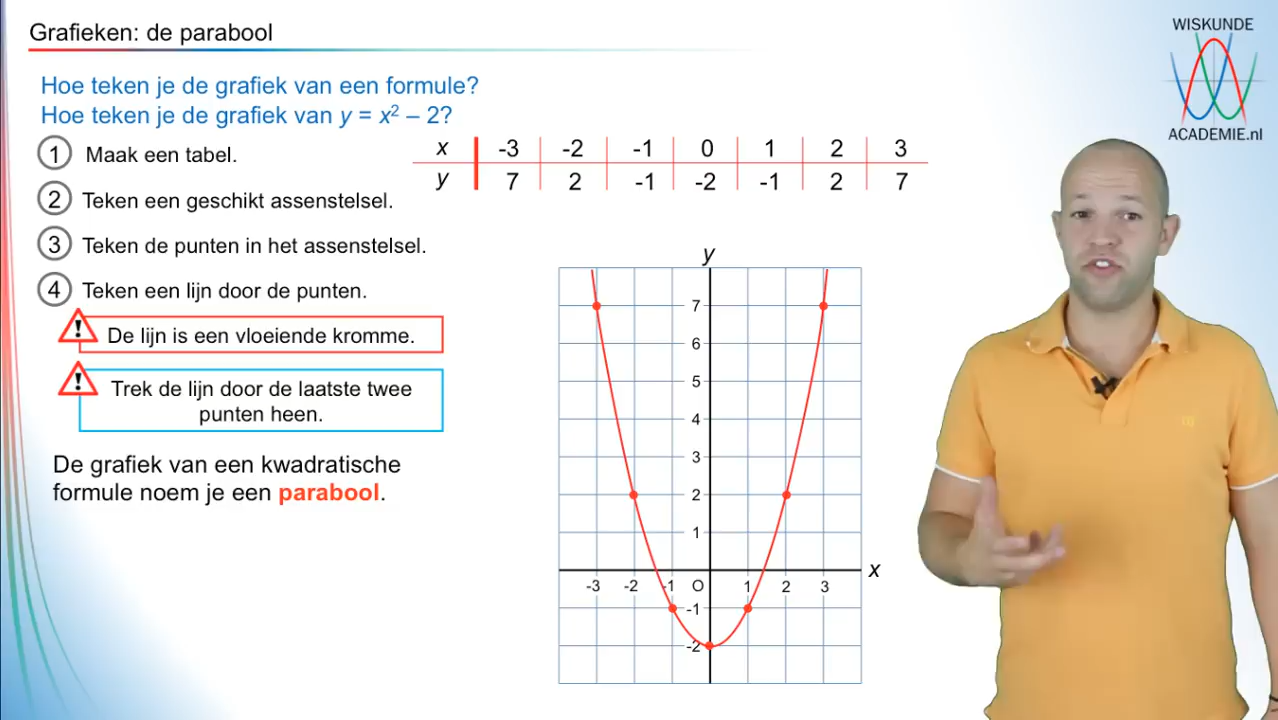 Grafieken: de parabool
WISKUNDE
ACADEMIE.nl
Hoe teken je de grafiek van een formule?
Hoe teken je de grafiek van y = x² – 2?
1 Maak een tabel.
2 Teken een geschikt assenstelsel.
3 Teken de punten in het assenstelsel.
4 Teken een lijn door de punten.
! De lijn is een vloeiende kromme.
! Trek de lijn door de laatste twee
punten heen.
De grafiek van een kwadratische
formule noem je een parabool.
x -3 -2 -1 0 1 2 3
y 7 2 -1 -2 -1 2 7
y
7
6
5
4
3
2
1
-3 -2 -1 O 1 2 3 x
-1
-2